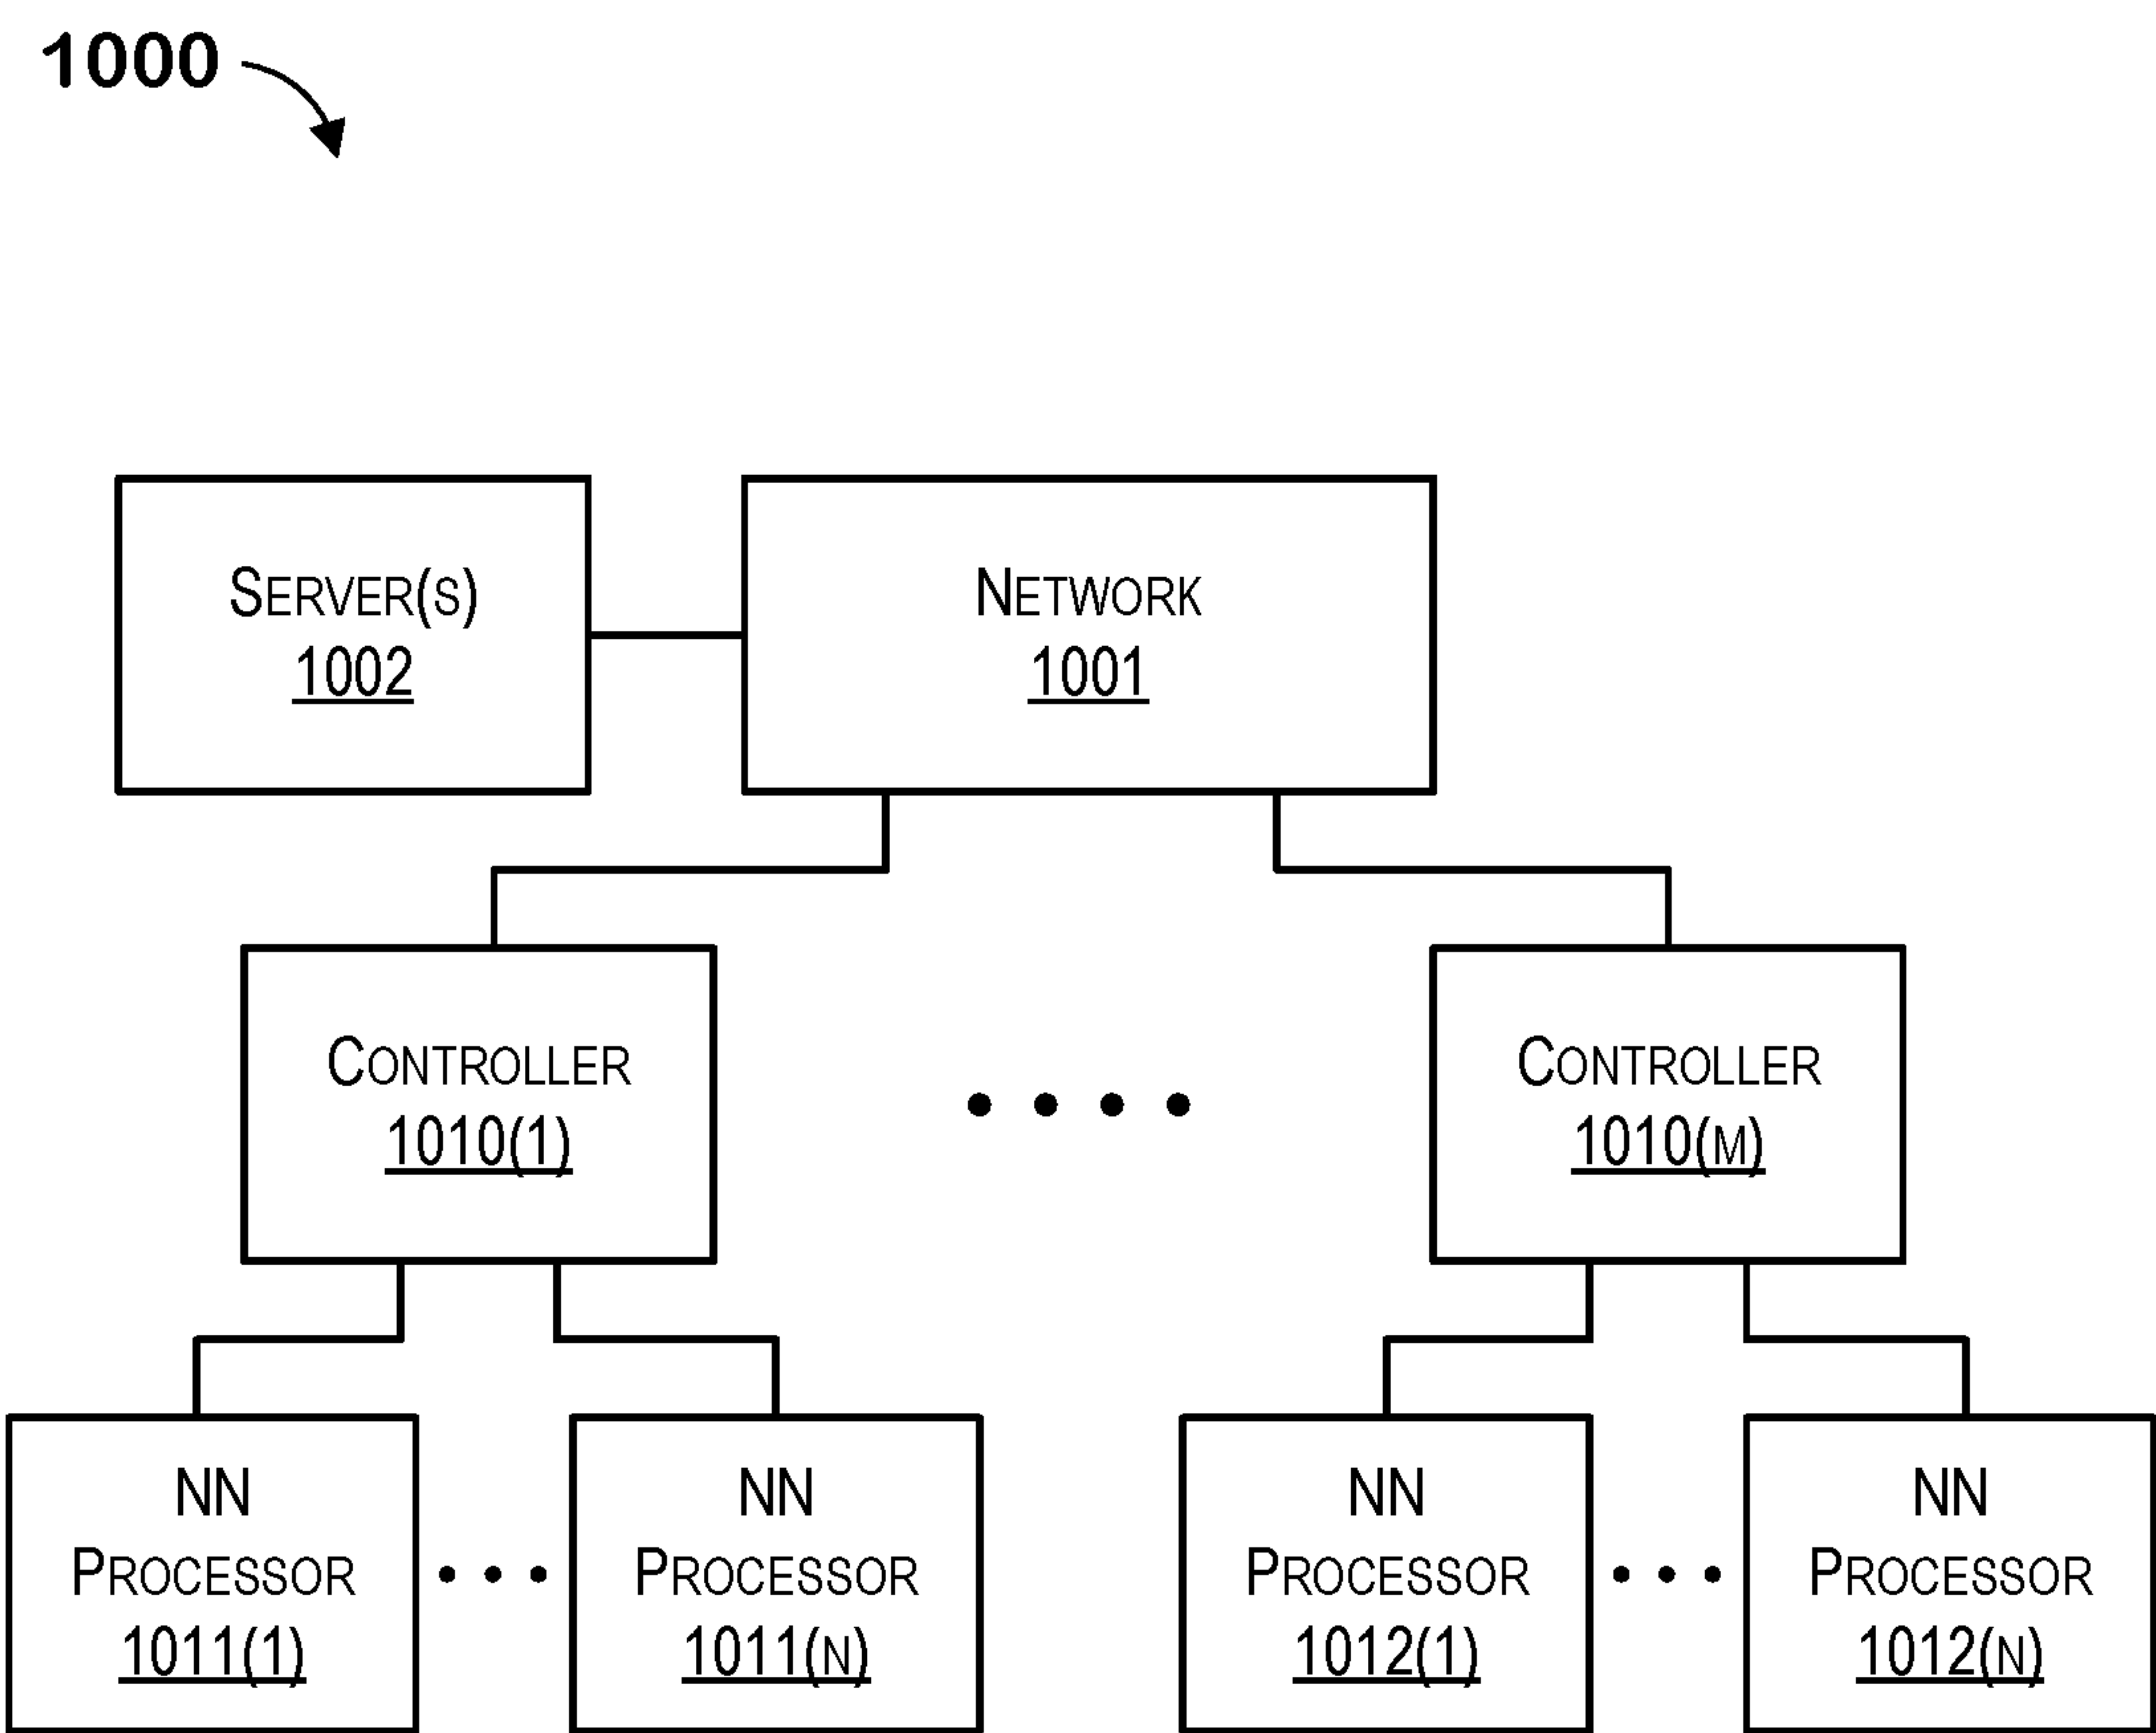 1000
Server(s)
1002
Network
1001
Controller
1010(1)
Controller
1010(m)
NN
Processor
1011(1)
NN
Processor
1011(n)
NN
Processor
1012(1)
NN
Processor
1012(n)